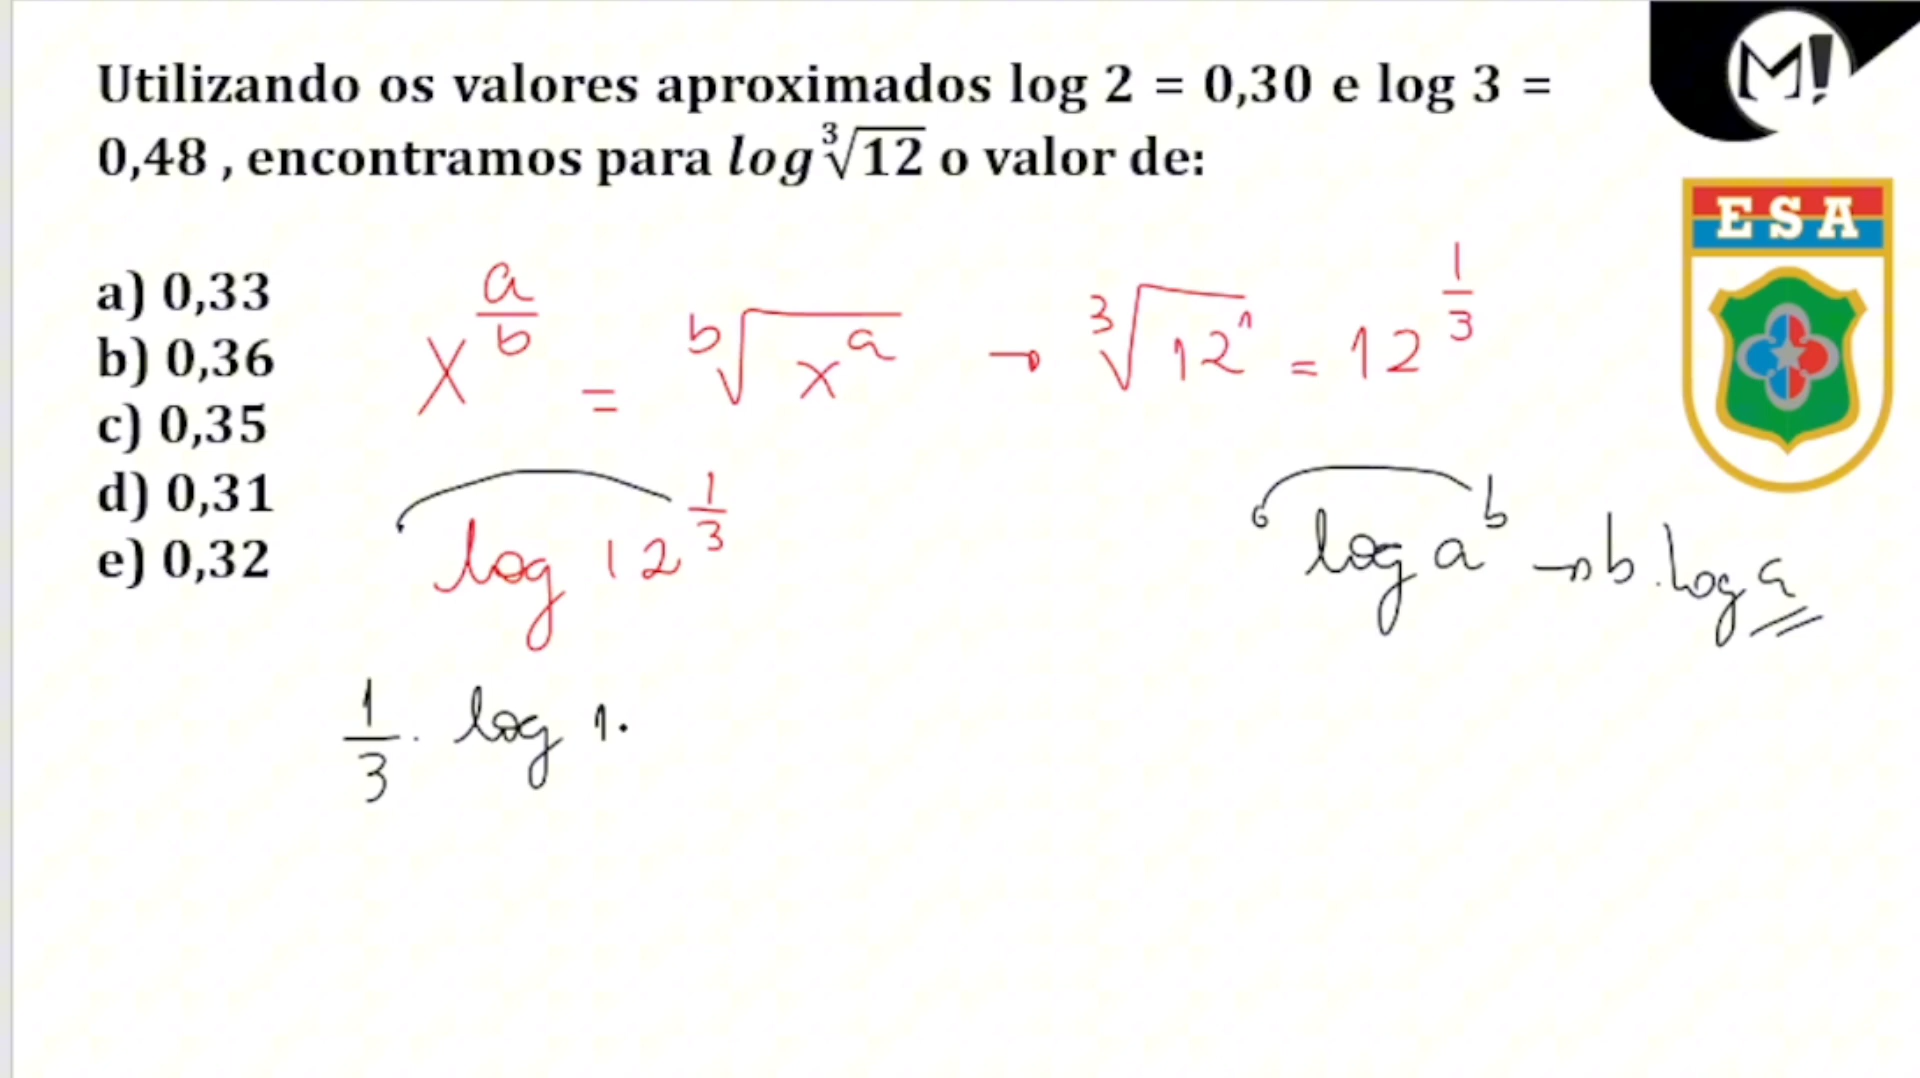 Utilizando os valores aproximados log 2 = 0,30 e log 3 =
0,48 , encontramos para log ∛12 o valor de:
M!
ESA
a) 0,33
b) 0,36
c) 0,35
d) 0,31
e) 0,32
x^(a/b) = ᵇ√(xᵃ) → ³√(12¹) = 12^(1/3)
log 12^(1/3)
log aᵇ → b . log a
1/3 . log 1.